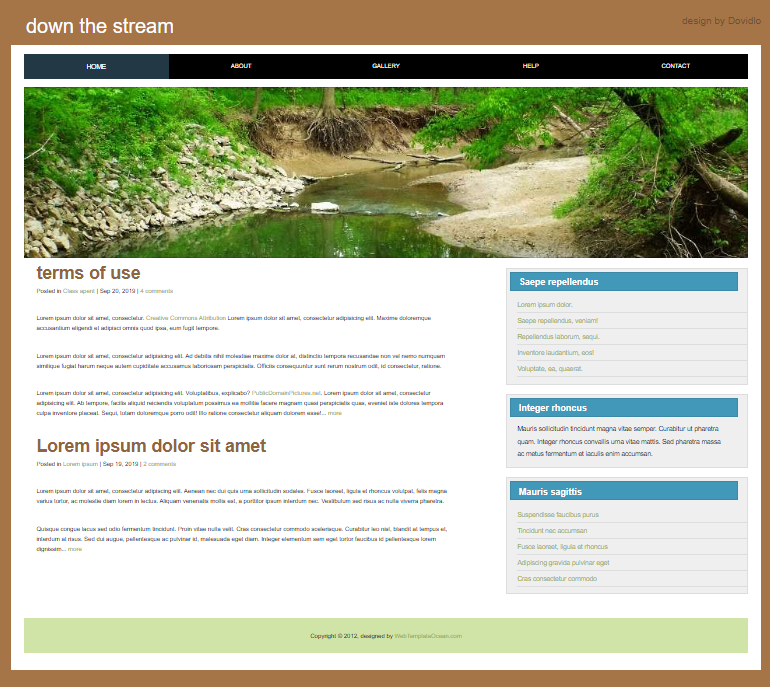 down the stream
design by Dovidlo
HOME
ABOUT
GALLERY
HELP
CONTACT
terms of use
Posted in Class apent | Sep 20, 2019 | 4 comments
Lorem ipsum dolor sit amet, consectetur. Creative Commons Attribution Lorem ipsum dolor sit amet, consectetur adipisicing elit. Maxime doloremque
accusantium eligendi et adipisci omnis quod ipsa, eum fugit tempore.
Lorem ipsum dolor sit amet, consectetur adipisicing elit. Ad debitis nihil molestiae maxime dolor at, distinctio tempora recusandae non vel nemo numquam
similique fugiat harum neque autem cupiditate accusamus laboriosam perspiciatis. Officiis consequuntur sunt rerum nostrum odit, id consectetur, ratione.
Lorem ipsum dolor sit amet, consectetur adipisicing elit. Voluptatibus, explicabo? PublicDomainPictures.net. Lorem ipsum dolor sit amet, consectetur
adipisicing elit. Ab tempore, facilis aliquid reiciendis voluptatum possimus ea mollitia facere magnam quasi perspiciatis quas, eveniet iste dolores tempora
culpa inventore placeat. Sequi, totam doloremque porro odit! Illo ratione consectetur aliquam dolorem esse!... more
Lorem ipsum dolor sit amet
Posted in Lorem ipsum | Sep 19, 2019 | 2 comments
Lorem ipsum dolor sit amet, consectetur adipiscing elit. Aenean nec dui quis urna sollicitudin sodales. Fusce laoreet, ligula et rhoncus volutpat, felis magna
varius tortor, ac molestie diam lorem in lectus. Aliquam venenatis mollis est, a porttitor ipsum interdum nec. Vestibulum sed risus ac nulla viverra pharetra.
Quisque congue lacus sed odio fermentum tincidunt. Proin vitae nulla velit. Cras consectetur commodo scelerisque. Curabitur leo nisl, blandit at tempus et,
interdum at risus. Sed dui augue, pellentesque ac pulvinar id, malesuada eget diam. Integer elementum sem eget tortor faucibus id pellentesque lorem
dignissim... more
Saepe repellendus
Lorem ipsum dolor.
Saepe repellendus, veniam!
Repellendus laborum, sequi.
Inventore laudantium, eos!
Voluptate, ea, quaerat.
Integer rhoncus
Mauris sollicitudin tincidunt magna vitae semper. Curabitur ut pharetra
quam. Integer rhoncus convallis urna vitae mattis. Sed pharetra massa
ac metus fermentum et iaculis enim accumsan.
Mauris sagittis
Suspendisse faucibus purus
Tincidunt nec accumsan
Fusce laoreet, ligula et rhoncus
Adipiscing gravida pulvinar eget
Cras consectetur commodo
Copyright © 2012, designed by WebTemplateOcean.com